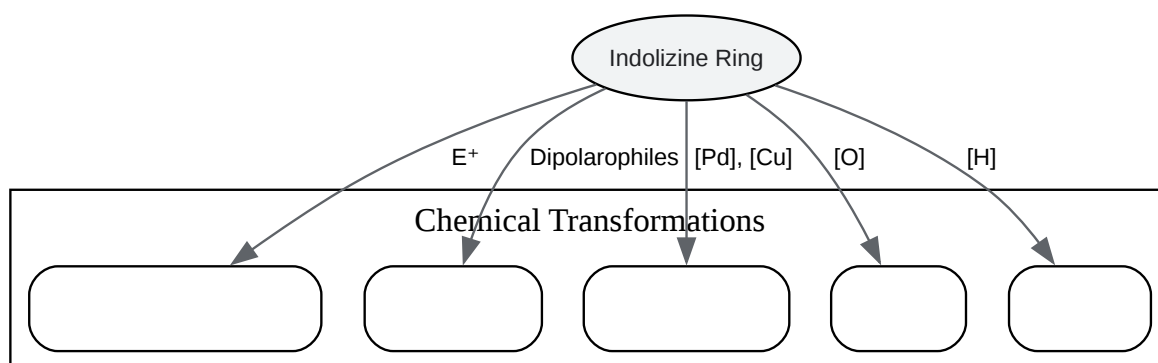 Indolizine Ring
E⁺
Dipolarophiles
[Pd], [Cu]
[O]
[H]
Chemical Transformations